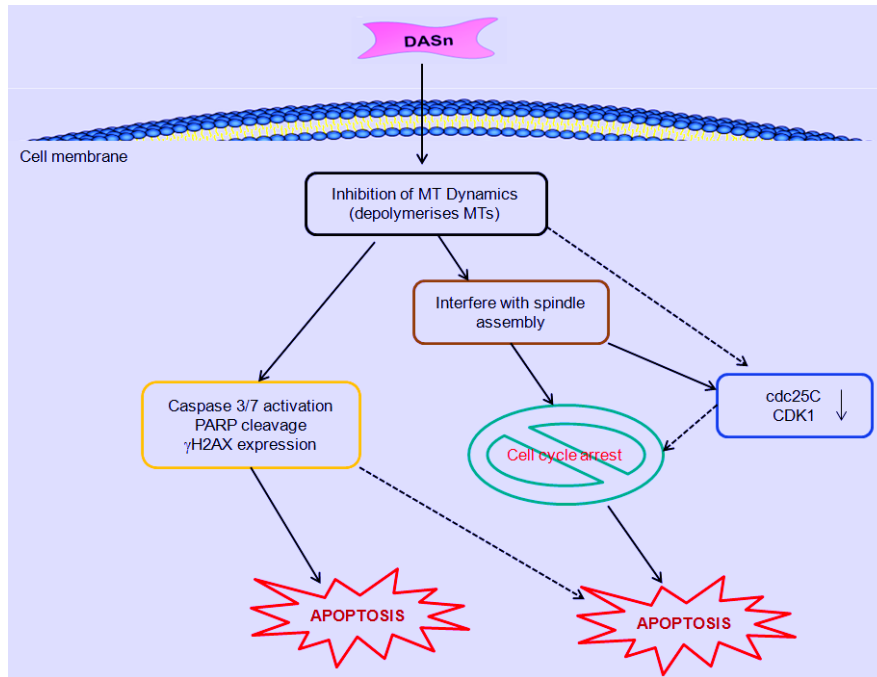 DASn
Cell membrane
Inhibition of MT Dynamics
(depolymerises MTs)
Interfere with spindle
assembly
cdc25C
CDK1
Caspase 3/7 activation
PARP cleavage
γH2AX expression
Cell cycle arrest
APOPTOSIS
APOPTOSIS